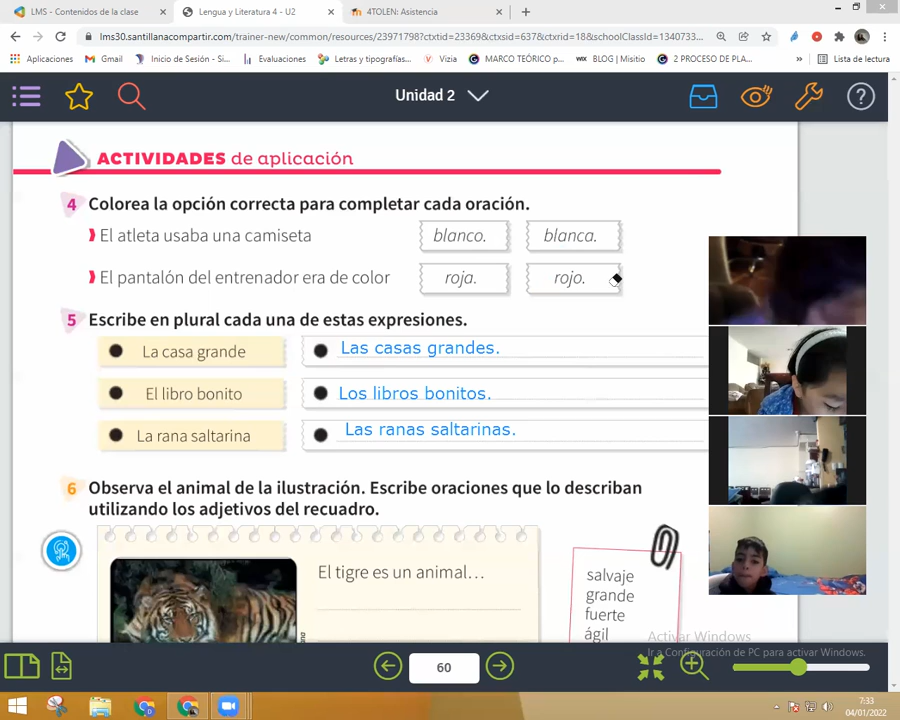 LMS - Contenidos de la clase
Lengua y Literatura 4 - U2
4TOLEN: Asistencia
lms30.santillanacompartir.com/trainer-new/common/resources/23971798?ctxtid=23369&ctxsid=637&ctxrid=18&schoolClass=1340733...
Aplicaciones
Gmail
Inicio de Sesión - Si...
Evaluaciones
Letras y tipografías...
Vizia
MARCO TEÓRICO p...
WIX BLOG | Misitio
2 PROCESO DE PLA...
»
Lista de lectura
Unidad 2
ACTIVIDADES de aplicación
4 Colorea la opción correcta para completar cada oración.
El atleta usaba una camiseta blanco. blanca.
El pantalón del entrenador era de color roja. rojo.
5 Escribe en plural cada una de estas expresiones.
La casa grande Las casas grandes.
El libro bonito Los libros bonitos.
La rana saltarina Las ranas saltarinas.
6 Observa el animal de la ilustración. Escribe oraciones que lo describan
utilizando los adjetivos del recuadro.
El tigre es un animal...
salvaje
grande
fuerte
ágil
Activar Windows
Ir a Configuración de PC para activar Windows.
60
7:33
04/01/2022